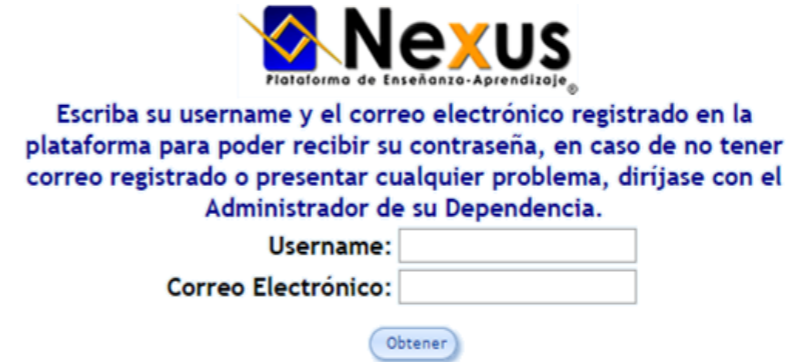 Nexus
Plataforma de Enseñanza-Aprendizaje®
Escriba su username y el correo electrónico registrado en la
plataforma para poder recibir su contraseña, en caso de no tener
correo registrado o presentar cualquier problema, diríjase con el
Administrador de su Dependencia.
Username:
Correo Electrónico:
Obtener